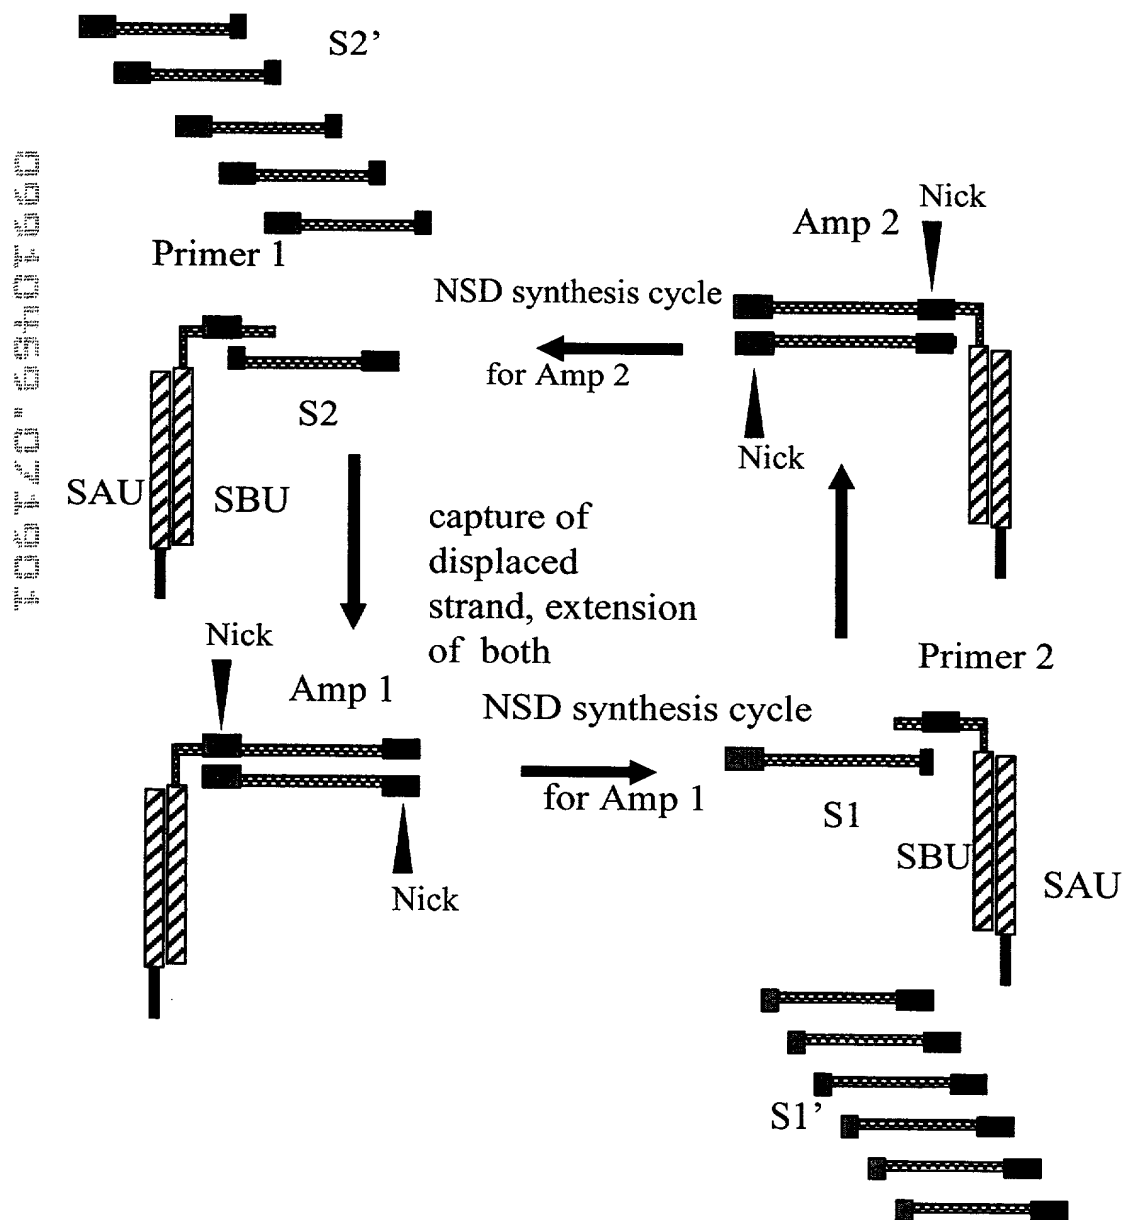 S2’
Primer 1
Nick
Amp 2
NSD synthesis cycle
for Amp 2
S2
Nick
SAU
SBU
capture of
displaced
strand, extension
of both
Nick
Primer 2
Amp 1
NSD synthesis cycle
for Amp 1
S1
SBU
SAU
Nick
S1’